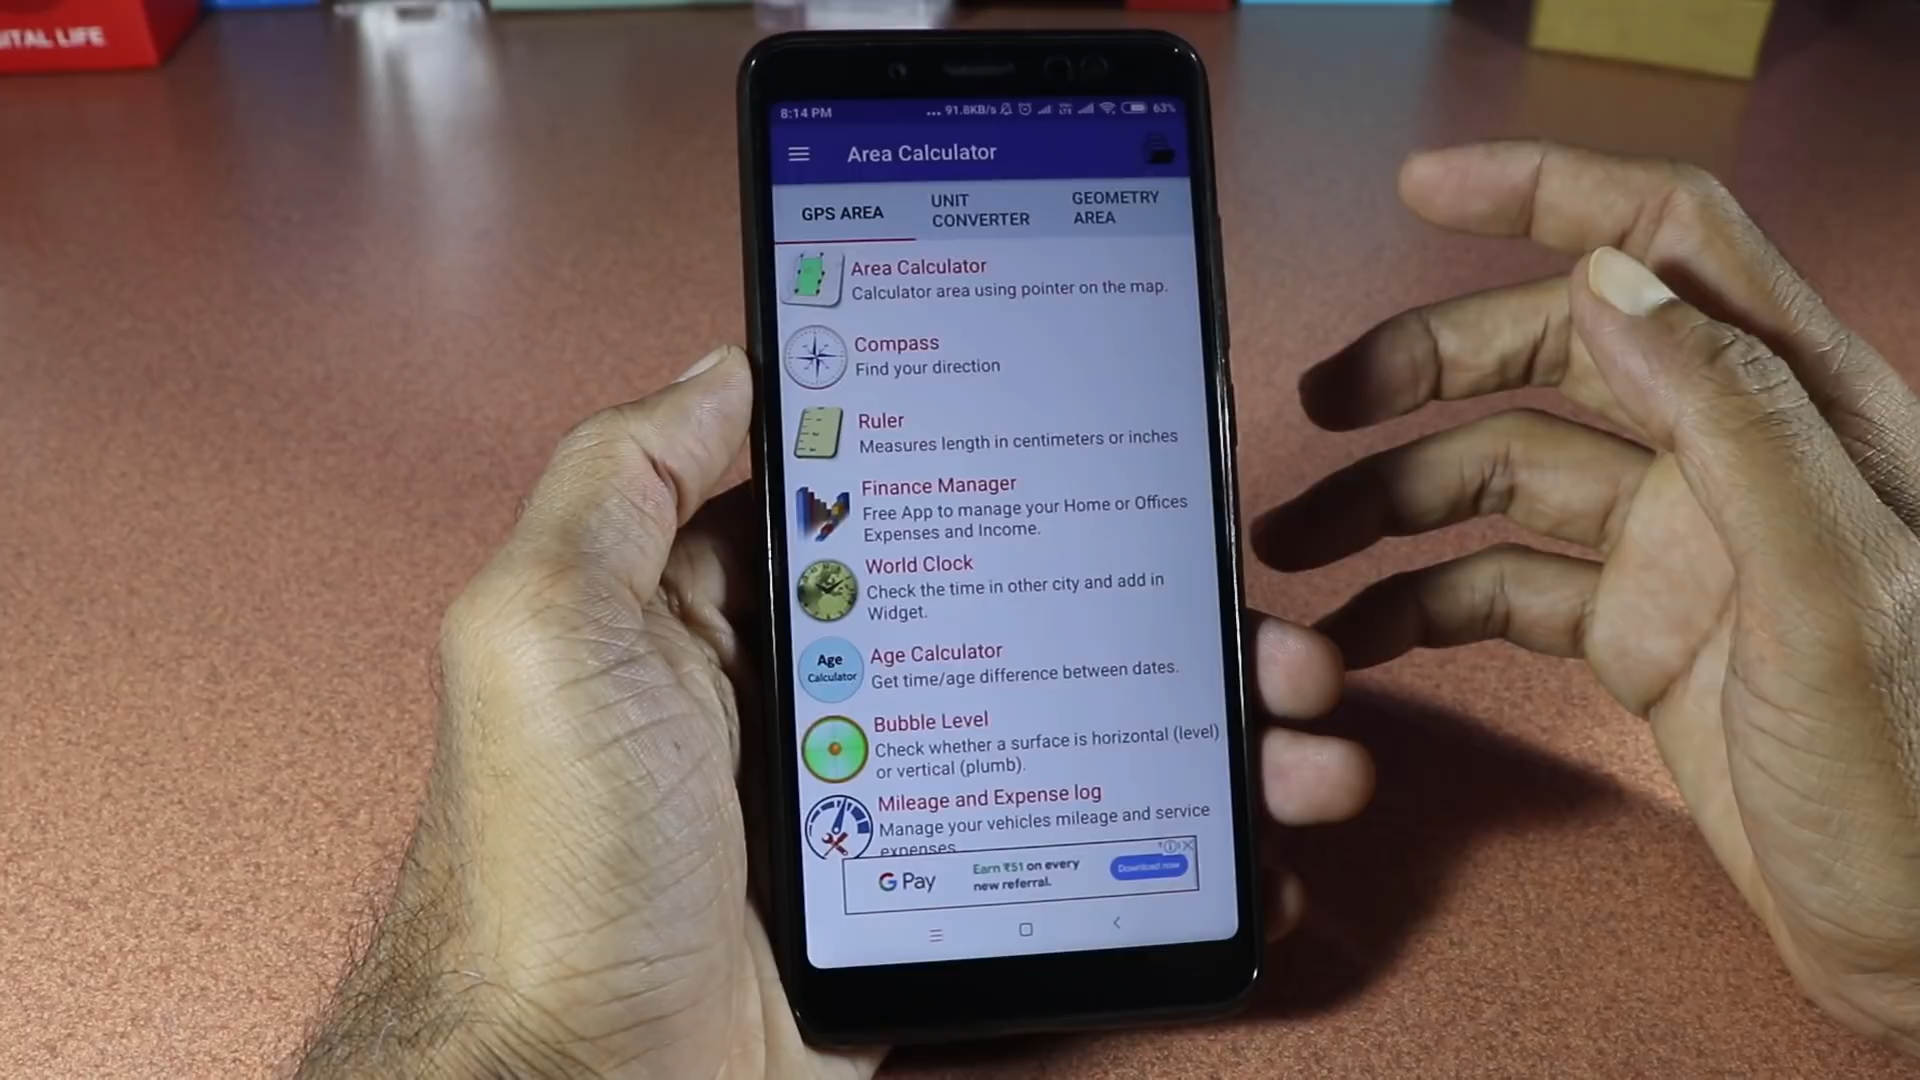 ITAL LIFE
8:14 PM
... 91.8KB/s
63%
Area Calculator
GPS AREA
UNIT
CONVERTER
GEOMETRY
AREA
Area Calculator
Calculator area using pointer on the map.
Compass
Find your direction
Ruler
Measures length in centimeters or inches
Finance Manager
Free App to manage your Home or Offices
Expenses and Income.
World Clock
Check the time in other city and add in
Widget.
Age
Calculator
Age Calculator
Get time/age difference between dates.
Bubble Level
Check whether a surface is horizontal (level)
or vertical (plumb).
Mileage and Expense log
Manage your vehicles mileage and service
expenses
G Pay
Earn ₹51 on every
new referral.
Download now